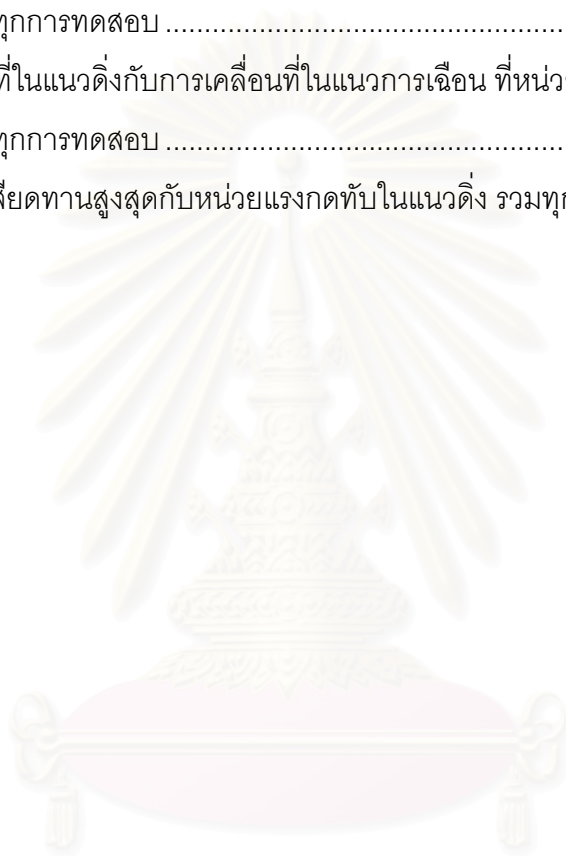 ทุกการทดสอบ ......................................................
ที่ในแนวดิ่งกับการเคลื่อนที่ในแนวการเฉือน ที่หน่ว
ทุกการทดสอบ ......................................................
สียดทานสูงสุดกับหน่วยแรงกดทับในแนวดิ่ง รวมทุก